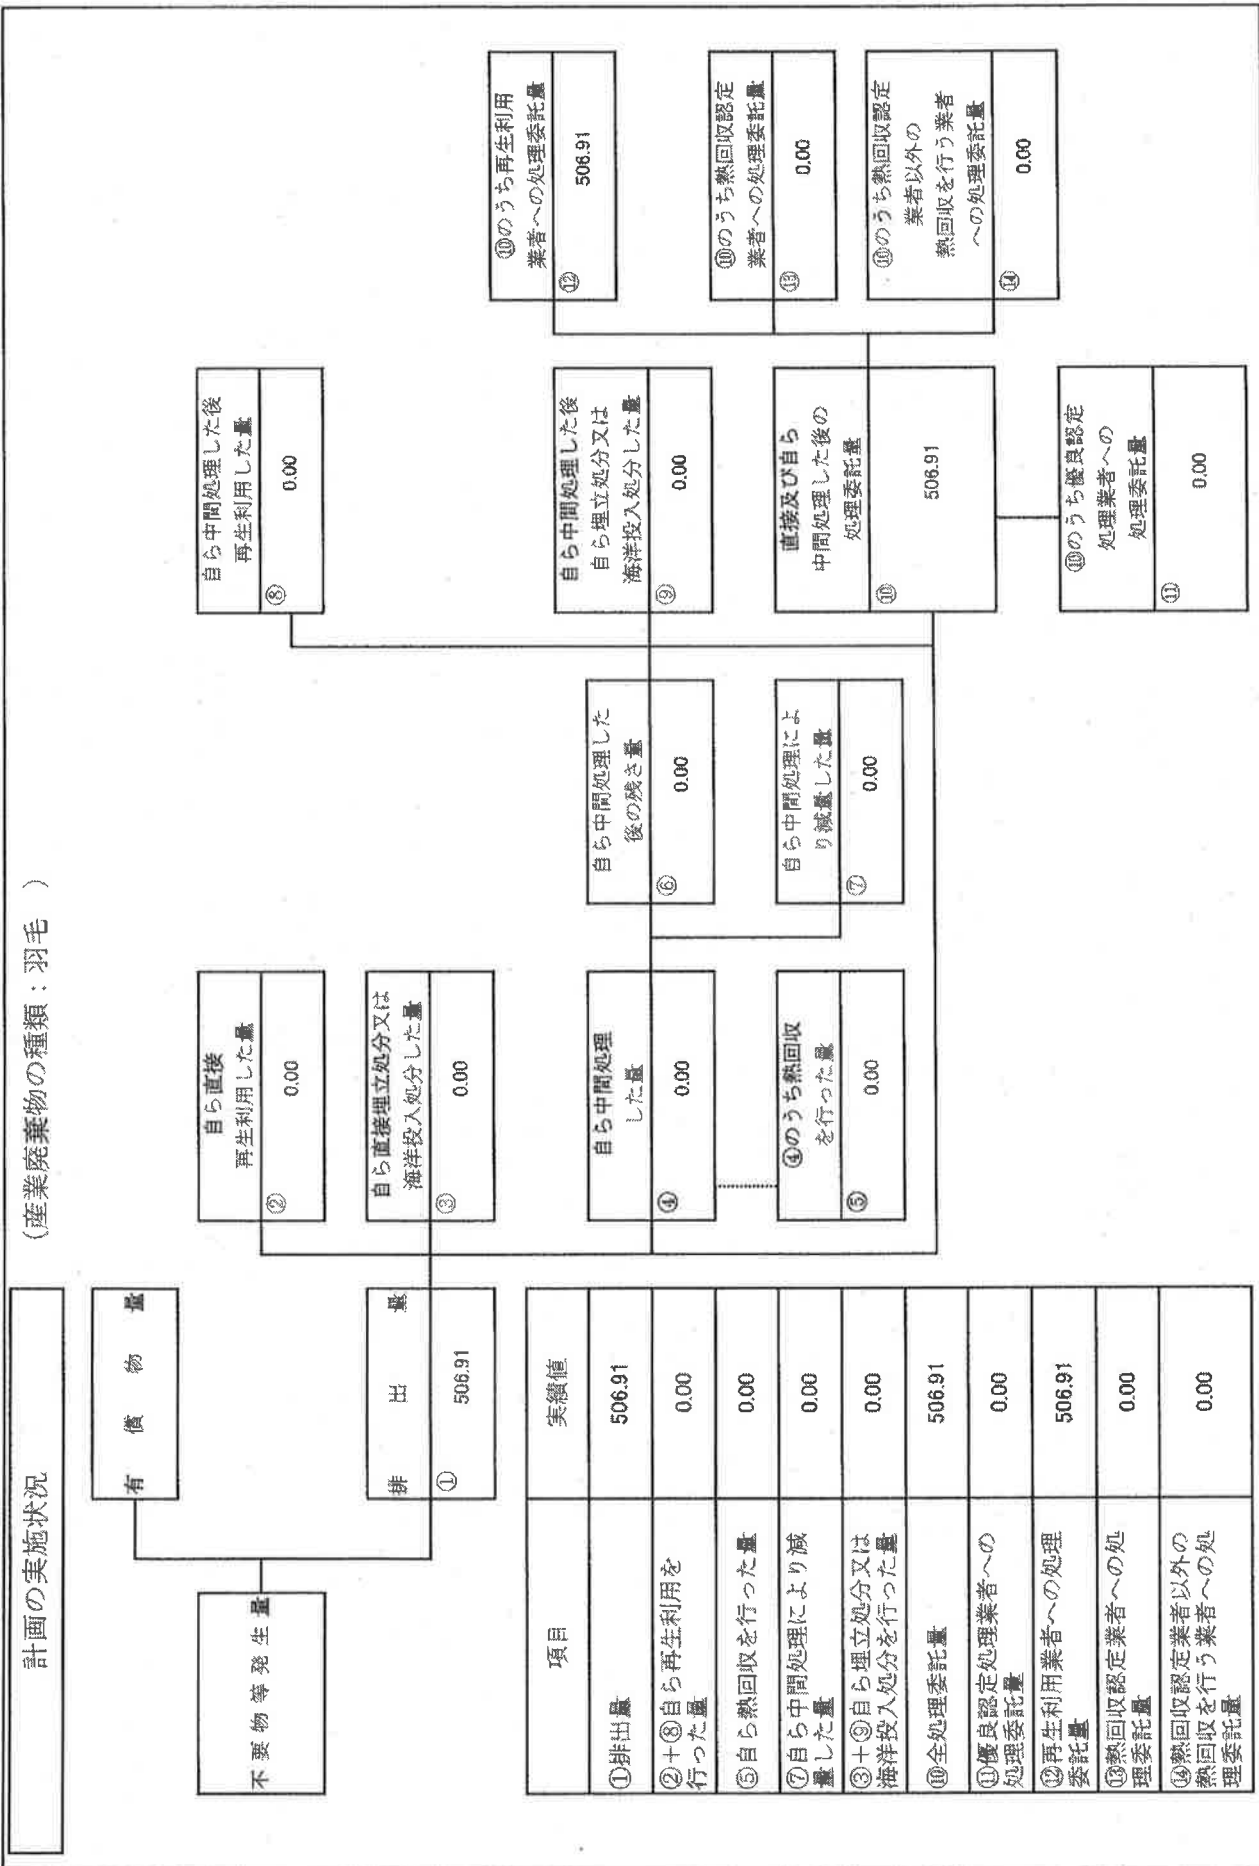 計画の実施状況
（産業廃棄物の種類：羽毛　）
不要物等発生量
有　償　物　量
排　出　量
①
506.91
自ら直接
再生利用した量
②
0.00
自ら直接埋立処分又は
海洋投入処分した量
③
0.00
自ら中間処理
した量
④
0.00
④のうち熱回収
を行った量
⑤
0.00
自ら中間処理した
後の残さ量
⑥
0.00
自ら中間処理によ
り減量した量
⑦
0.00
自ら中間処理した後
再生利用した量
⑧
0.00
自ら中間処理した後
自ら埋立処分又は
海洋投入処分した量
⑨
0.00
直接及び自ら
中間処理した後の
処理委託量
⑩
506.91
⑩のうち優良認定
処理業者への
処理委託量
⑪
0.00
⑩のうち再生利用
業者への処理委託量
⑫
506.91
⑩のうち熱回収認定
業者への処理委託量
⑬
0.00
⑩のうち熱回収認定
業者以外の
熱回収を行う業者
への処理委託量
⑭
0.00
項目　実績値
①排出量　506.91
②＋⑧自ら再生利用を
行った量　0.00
⑤自ら熱回収を行った量　0.00
⑦自ら中間処理により減
量した量　0.00
③＋⑨自ら埋立処分又は
海洋投入処分を行った量　0.00
⑩全処理委託量　506.91
⑪優良認定処理業者への
処理委託量　0.00
⑫再生利用業者への処理
委託量　506.91
⑬熱回収認定業者への処
理委託量　0.00
⑭熱回収認定業者以外の
熱回収を行う業者への処
理委託量　0.00